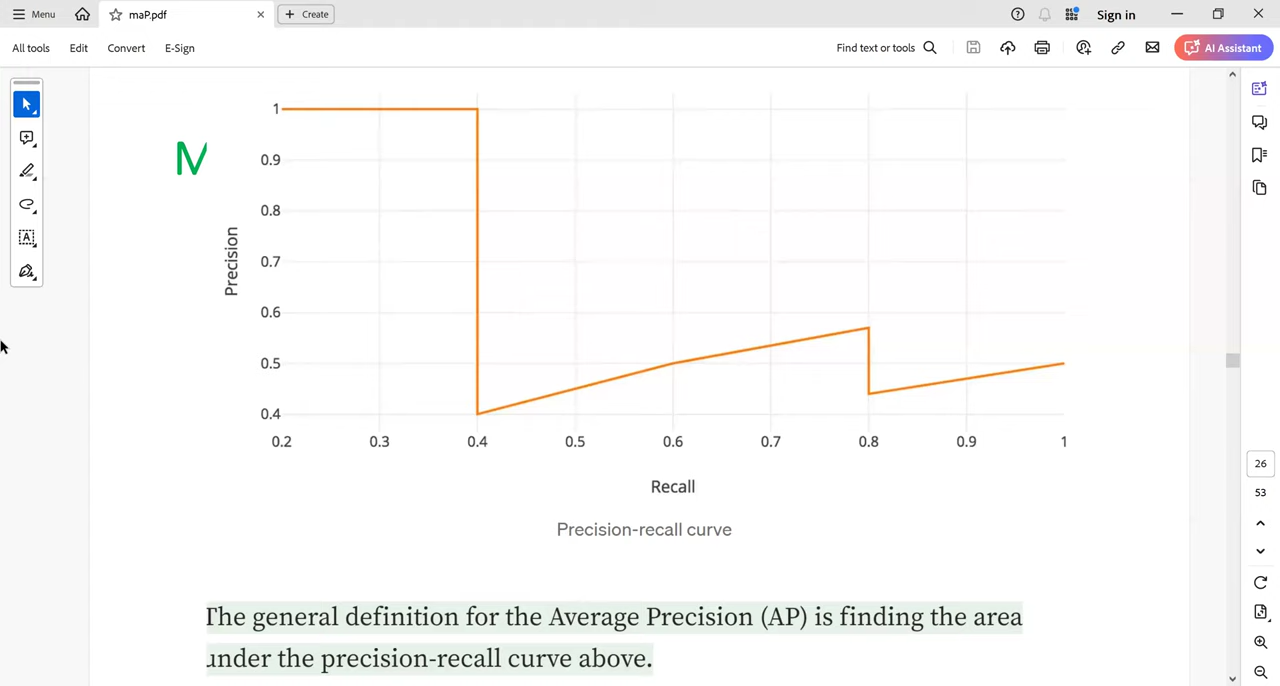 Menu
maP.pdf
Create
Sign in
All tools
Edit
Convert
E-Sign
Find text or tools
AI Assistant
M
Precision
1
0.9
0.8
0.7
0.6
0.5
0.4
0.2
0.3
0.4
0.5
0.6
0.7
0.8
0.9
1
Recall
Precision-recall curve
The general definition for the Average Precision (AP) is finding the area
under the precision-recall curve above.
26
53